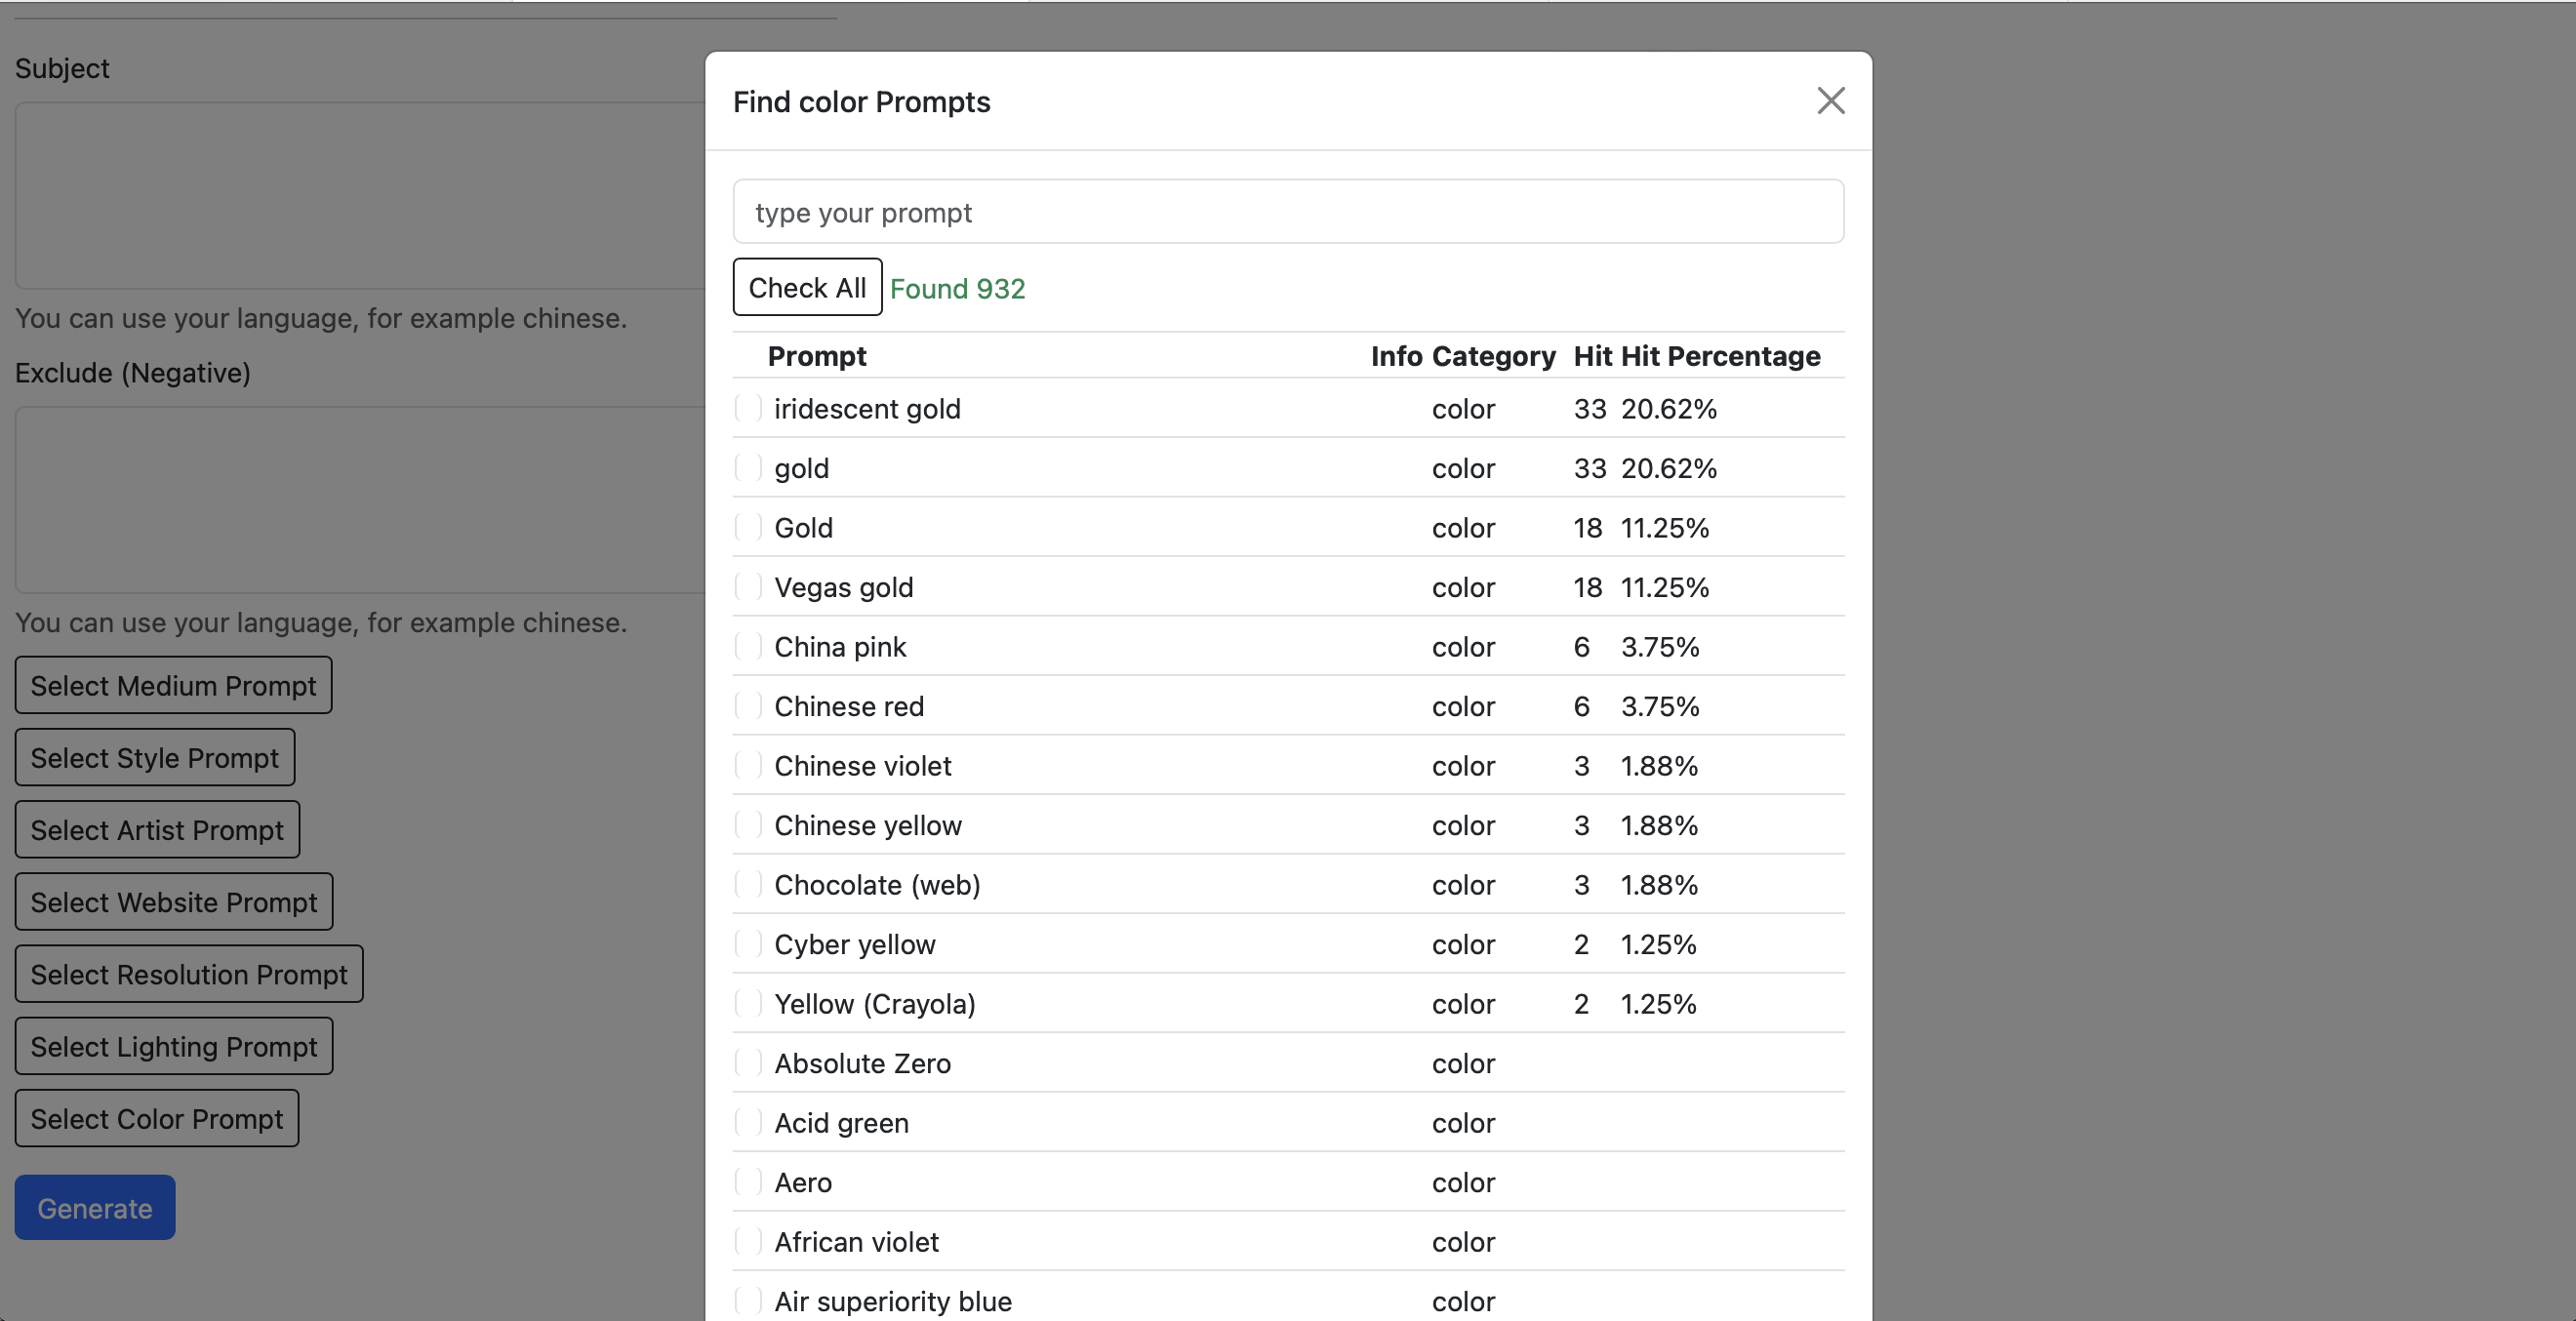 Subject
You can use your language, for example chinese.
Exclude (Negative)
You can use your language, for example chinese.
Select Medium Prompt
Select Style Prompt
Select Artist Prompt
Select Website Prompt
Select Resolution Prompt
Select Lighting Prompt
Select Color Prompt
Generate
Find color Prompts
type your prompt
Check All Found 932
Prompt Info Category Hit Hit Percentage
iridescent gold color 33 20.62%
gold color 33 20.62%
Gold color 18 11.25%
Vegas gold color 18 11.25%
China pink color 6 3.75%
Chinese red color 6 3.75%
Chinese violet color 3 1.88%
Chinese yellow color 3 1.88%
Chocolate (web) color 3 1.88%
Cyber yellow color 2 1.25%
Yellow (Crayola) color 2 1.25%
Absolute Zero color
Acid green color
Aero color
African violet color
Air superiority blue color